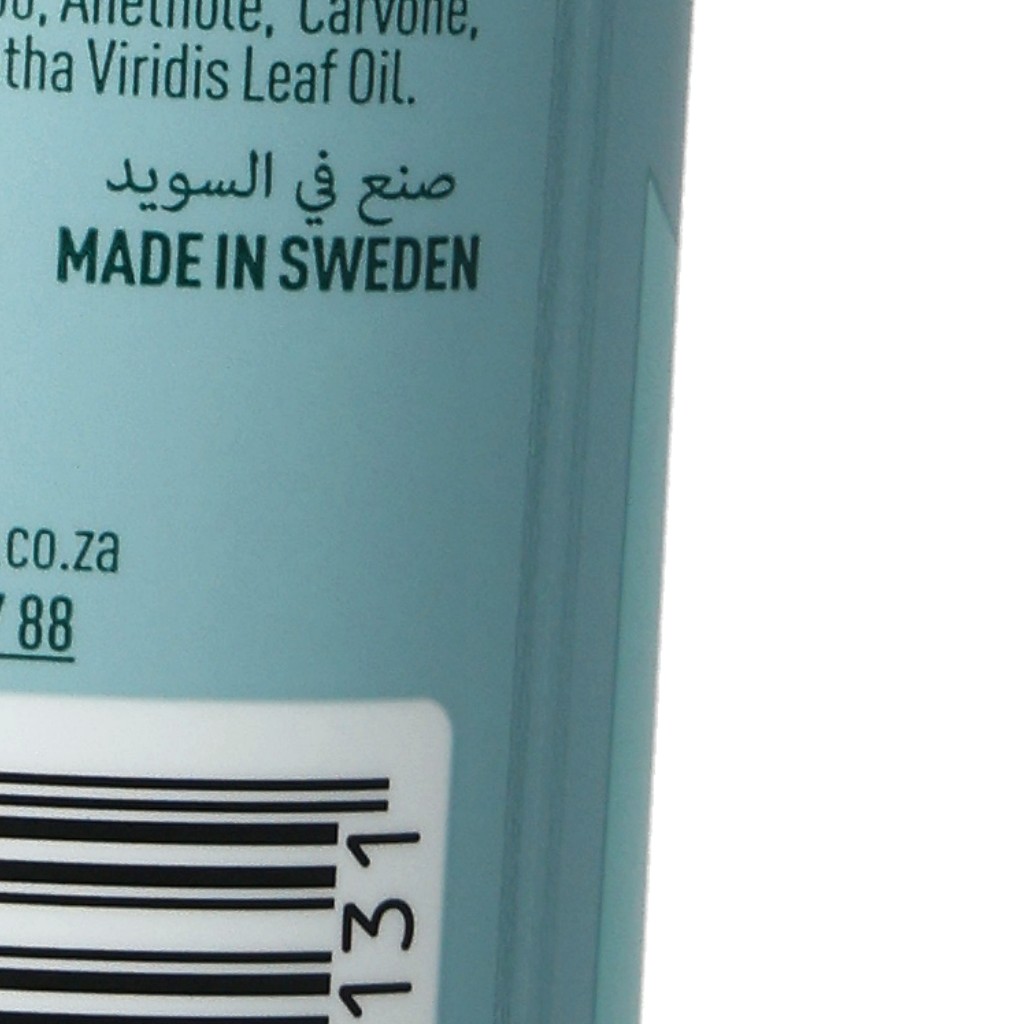 Anethole, Carvone,
tha Viridis Leaf Oil.
صنع في السويد
MADE IN SWEDEN
co.za
88
131